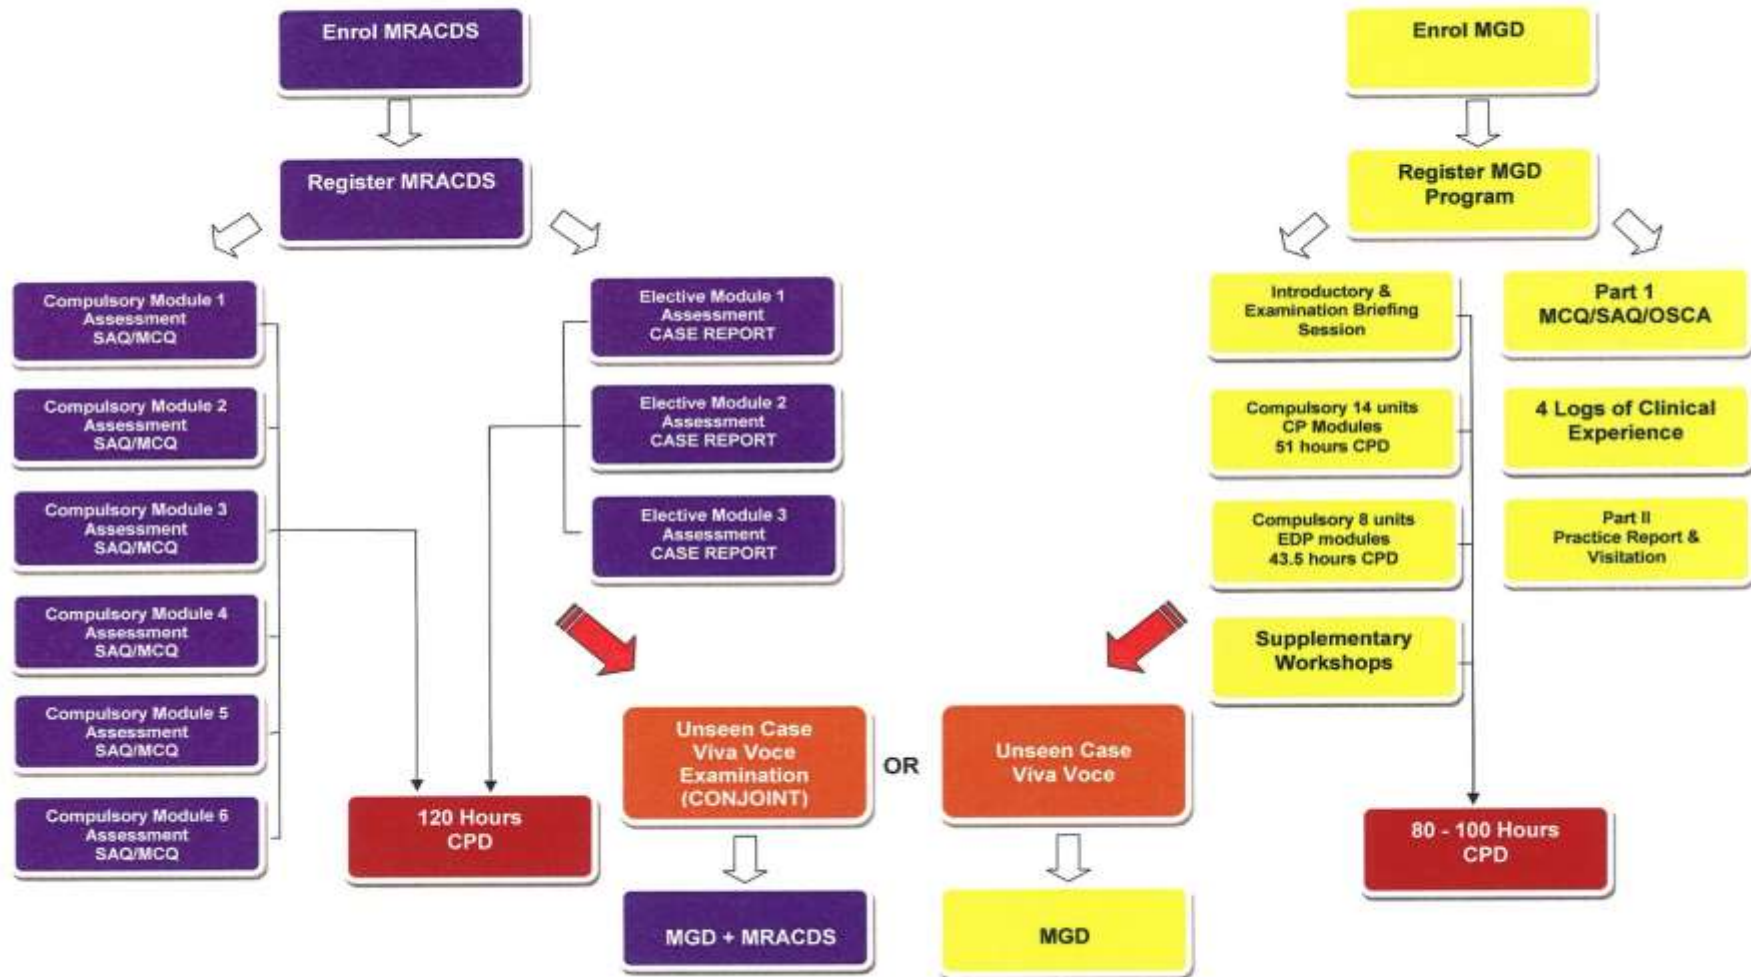 Enrol MRACDS
Register MRACDS
Compulsory Module 1
Assessment
SAQ/MCQ
Compulsory Module 2
Assessment
SAQ/MCQ
Compulsory Module 3
Assessment
SAQ/MCQ
Compulsory Module 4
Assessment
SAQ/MCQ
Compulsory Module 5
Assessment
SAQ/MCQ
Compulsory Module 6
Assessment
SAQ/MCQ
Elective Module 1
Assessment
CASE REPORT
Elective Module 2
Assessment
CASE REPORT
Elective Module 3
Assessment
CASE REPORT
120 Hours
CPD
Unseen Case
Viva Voce
Examination
(CONJOINT)
OR
Unseen Case
Viva Voce
MGD + MRACDS
MGD
Enrol MGD
Register MGD
Program
Introductory &
Examination Briefing
Session
Compulsory 14 units
CP Modules
51 hours CPD
Compulsory 8 units
EDP modules
43.5 hours CPD
Supplementary
Workshops
Part 1
MCQ/SAQ/OSCA
4 Logs of Clinical
Experience
Part II
Practice Report &
Visitation
80 - 100 Hours
CPD